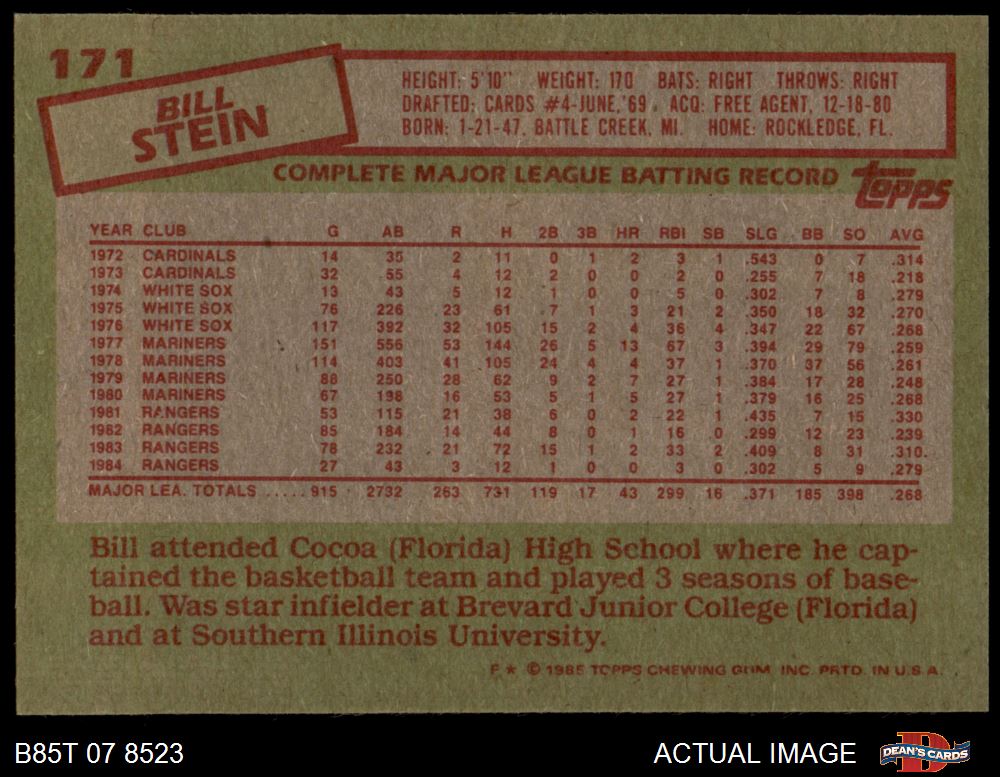 171
BILL
STEIN
HEIGHT: 5'10" WEIGHT: 170 BATS: RIGHT THROWS: RIGHT
DRAFTED: CARDS #4-JUNE,'69. ACQ: FREE AGENT, 12-18-80
BORN: 1-21-47, BATTLE CREEK, MI. HOME: ROCKLEDGE, FL.
COMPLETE MAJOR LEAGUE BATTING RECORD topps
YEAR CLUB G AB R H 2B 3B HR RBI SB SLG BB SO AVG
1972 CARDINALS 14 35 2 11 0 1 2 3 1 .543 0 7 .314
1973 CARDINALS 32 55 4 12 2 0 0 2 0 .255 7 18 .218
1974 WHITE SOX 13 43 5 12 1 0 0 5 0 .302 7 8 .279
1975 WHITE SOX 76 226 23 61 7 1 3 21 2 .350 18 32 .270
1976 WHITE SOX 117 392 32 105 15 2 4 36 4 .347 22 67 .268
1977 MARINERS 151 556 53 144 26 5 13 67 3 .394 29 79 .259
1978 MARINERS 114 403 41 105 24 4 4 37 1 .370 37 56 .261
1979 MARINERS 88 250 28 62 9 2 7 27 1 .384 17 28 .248
1980 MARINERS 67 198 16 53 5 1 5 27 1 .379 16 25 .268
1981 RANGERS 53 115 21 38 6 0 2 22 1 .435 7 15 .330
1982 RANGERS 85 184 14 44 8 0 1 16 0 .299 12 23 .239
1983 RANGERS 78 232 21 72 15 1 2 33 2 .409 8 31 .310
1984 RANGERS 27 43 3 12 1 0 0 3 0 .302 5 9 .279
MAJOR LEA. TOTALS ..... 915 2732 263 731 119 17 43 299 16 .371 185 398 .268
Bill attended Cocoa (Florida) High School where he cap-
tained the basketball team and played 3 seasons of base-
ball. Was star infielder at Brevard Junior College (Florida)
and at Southern Illinois University.
F * © 1985 TOPPS CHEWING GUM, INC. PRTD. IN U.S.A.
B85T 07 8523 ACTUAL IMAGE DEAN'S CARDS